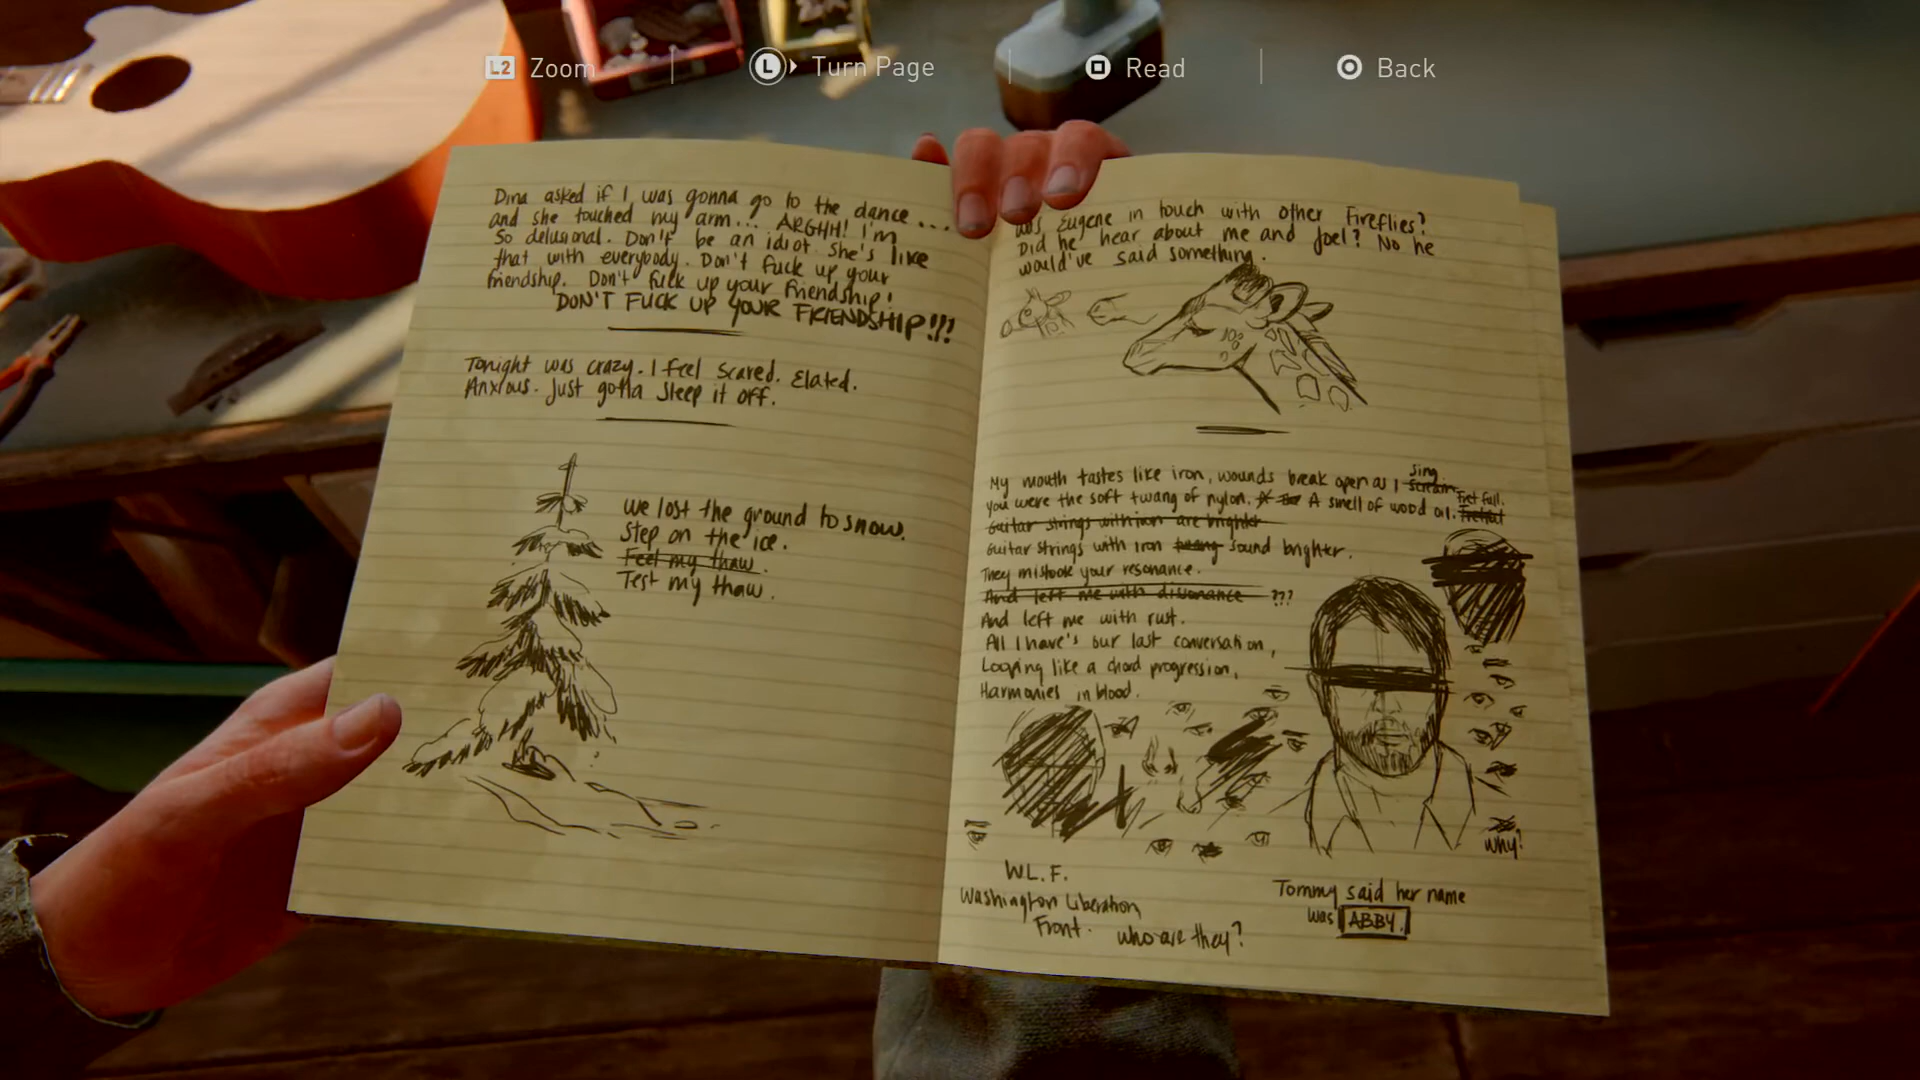 L2 Zoom
L Turn Page
Read
Back
Dina asked if I was gonna go to the dance...
and she touched my arm... ARGHH! I'm
So delusional. Don't be an idiot. She's like
that with everybody. Don't fuck up your
friendship. Don't fuck up your friendship!
DON'T FUCK UP YOUR FRIENDSHIP!!!
Tonight was crazy. I feel scared. Elated.
Anxious. Just gotta sleep it off.
We lost the ground to snow.
Step on the ice.
Feel my thaw.
Test my thaw.
Was Eugene in touch with other Fireflies?
Did he hear about me and Joel? No he
would've said something.
sing
My mouth tastes like iron, wounds break open as I scream
Fret full.
You were the soft twang of nylon. A smell of wood oil. Fretful
Guitar strings with iron are brighter
Guitar strings with iron twang sound brighter.
They mistook your resonance.
And left me with dissonance ???
And left me with rust.
All I have's our last conversation,
Looping like a chord progression,
Harmonies in blood.
Why?
W.L.F.
Washington Liberation
Front. who are they?
Tommy said her name
was ABBY.